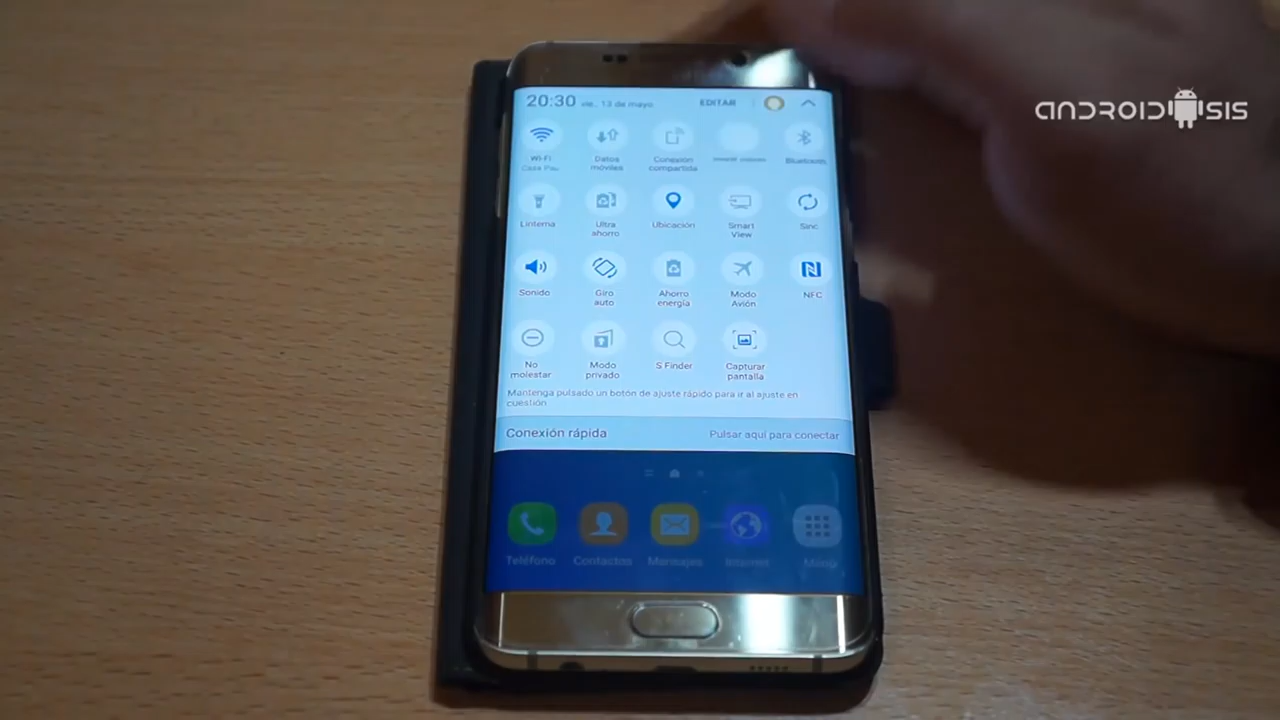 ANDROIDSIS
20:30 vie., 13 de mayo EDITAR
Wi-Fi
Casa Pau
Datos
móviles
Conexión
compartida
Bluetooth
Linterna
Ultra
ahorro
Ubicación
Smart
View
Sinc
Sonido
Giro
auto
Ahorro
energía
Modo
Avión
NFC
No
molestar
Modo
privado
S Finder
Capturar
pantalla
Mantenga pulsado un botón de ajuste rápido para ir al ajuste en
cuestión
Conexión rápida Pulsar aquí para conectar
Teléfono
Contactos
Mensajes
Internet
Menú